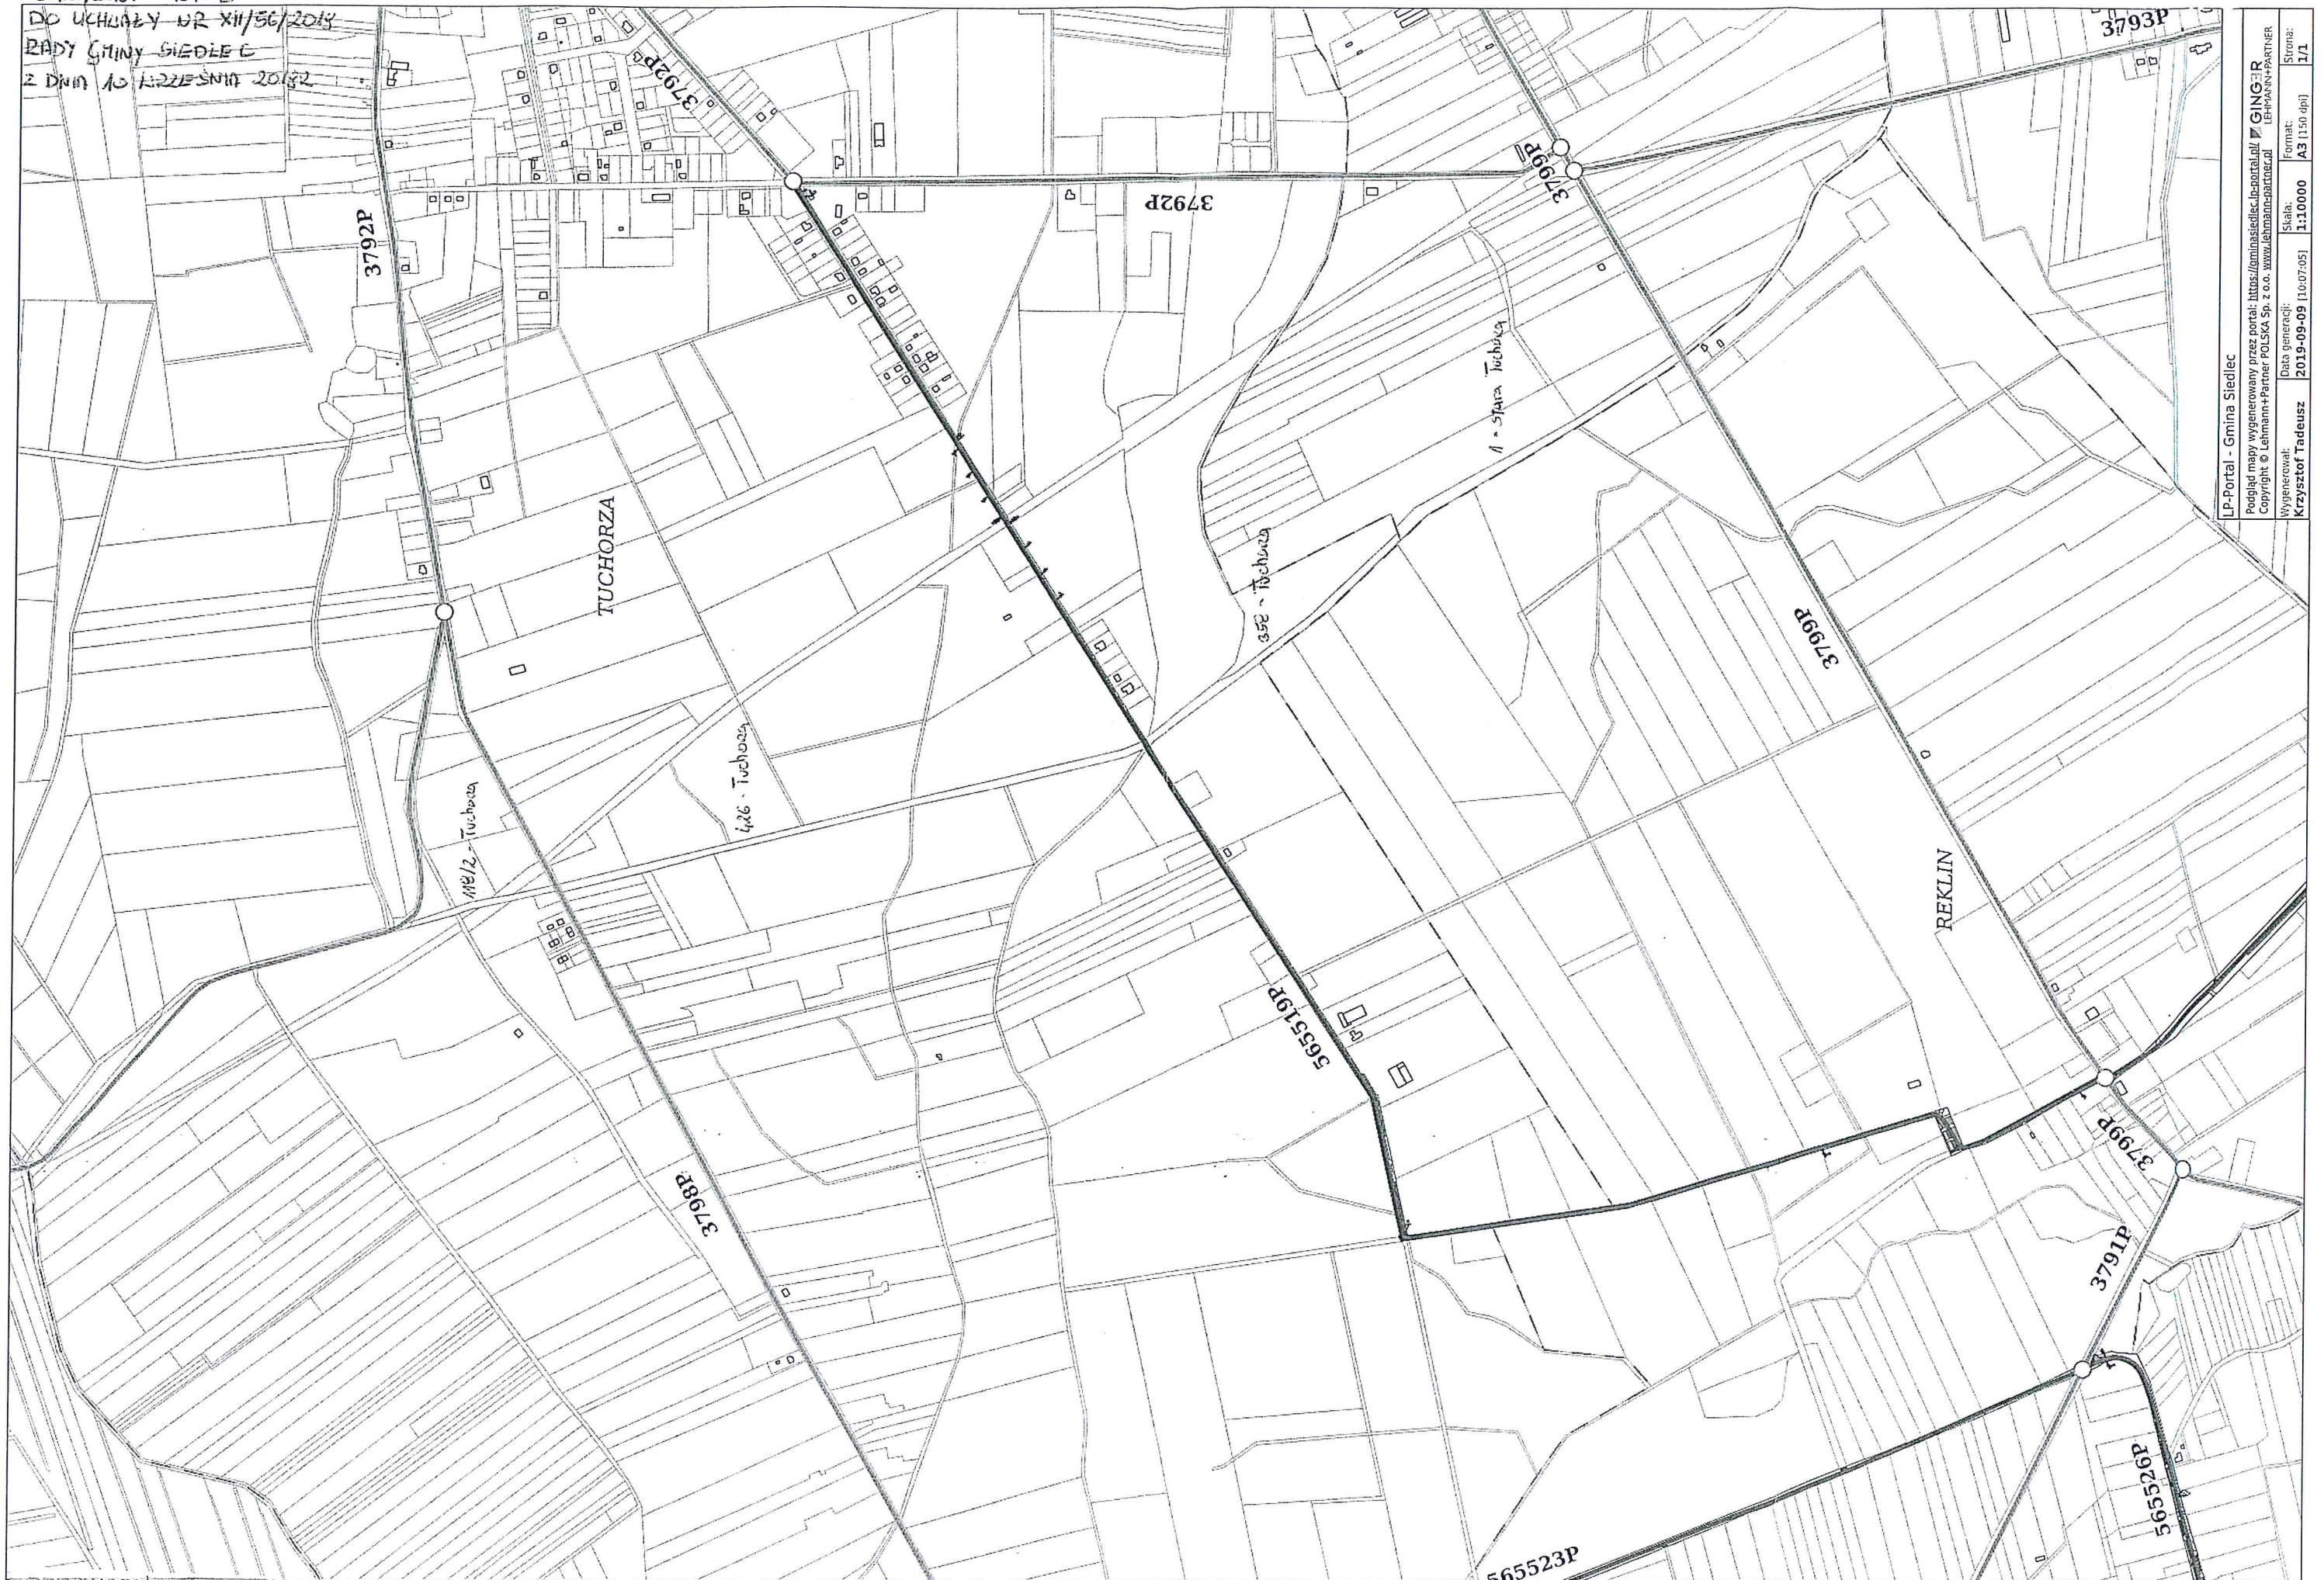 DO UCHWAŁY NR XII/56/2019
RADY GMINY SIEDLEC
Z DNIA 10 WRZEŚNIA 2019 r.
3792P
3792P
3792P
3793P
3799P
TUCHORZA
1 - Stara Tuchorza
358 - Tuchorza
426 - Tuchorza
118/2 - Tuchorza
3799P
REKLIN
565519P
3798P
3799P
3791P
565526P
565523P
LP-Portal - Gmina Siedlec
Podgląd mapy wygenerowany przez portal: https://gminasiedlec.lp-portal.pl/
Copyright © Lehmann+Partner POLSKA Sp. z o.o. www.lehmann-partner.pl
GINGER
LEHMANN+PARTNER
Wygenerował:
Krzysztof Tadeusz
Data generacji:
2019-09-09 [10:07:05]
Skala:
1:10000
Format:
A3 [150 dpi]
Strona:
1/1